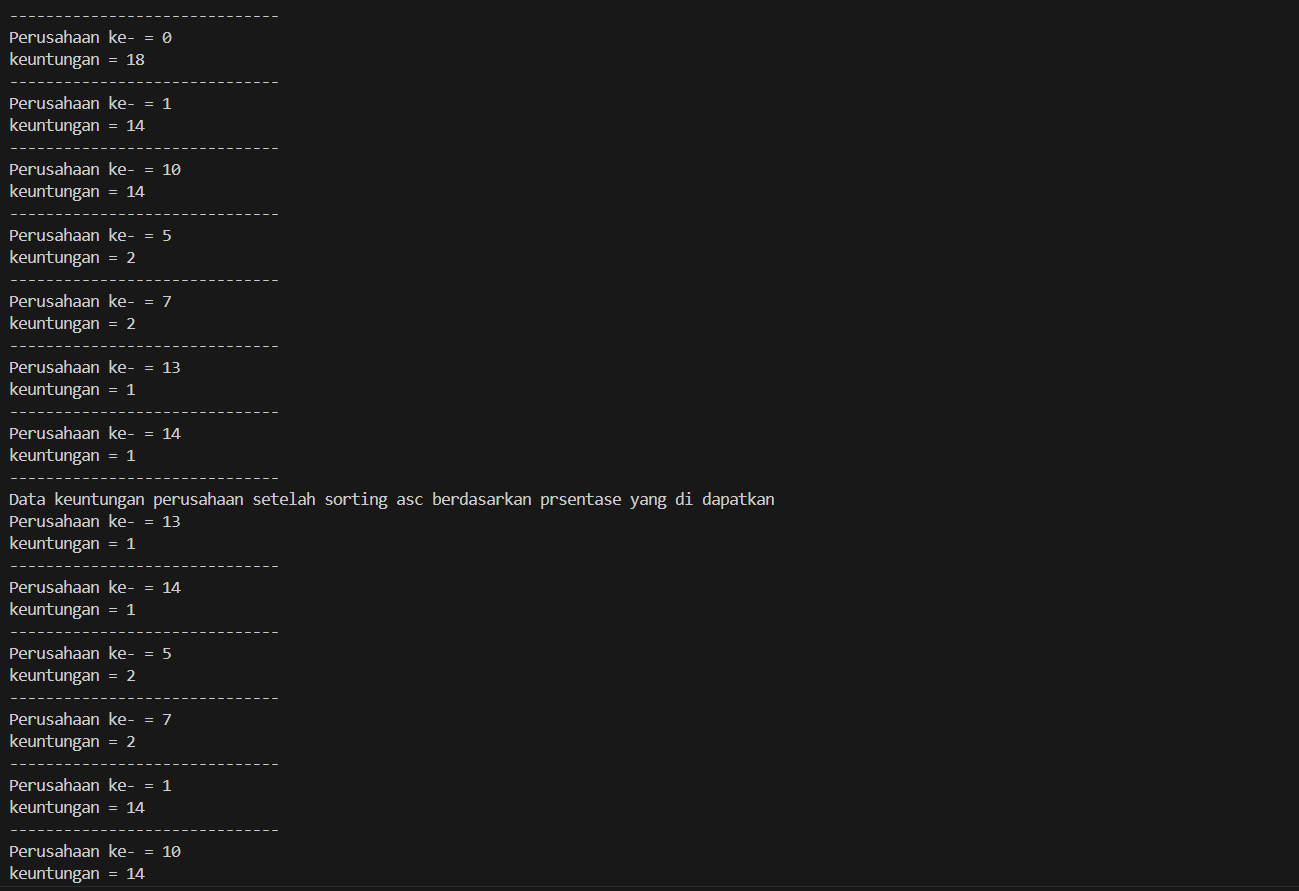 ------------------------------
Perusahaan ke- = 0
keuntungan = 18
------------------------------
Perusahaan ke- = 1
keuntungan = 14
------------------------------
Perusahaan ke- = 10
keuntungan = 14
------------------------------
Perusahaan ke- = 5
keuntungan = 2
------------------------------
Perusahaan ke- = 7
keuntungan = 2
------------------------------
Perusahaan ke- = 13
keuntungan = 1
------------------------------
Perusahaan ke- = 14
keuntungan = 1
------------------------------
Data keuntungan perusahaan setelah sorting asc berdasarkan prsentase yang di dapatkan
Perusahaan ke- = 13
keuntungan = 1
------------------------------
Perusahaan ke- = 14
keuntungan = 1
------------------------------
Perusahaan ke- = 5
keuntungan = 2
------------------------------
Perusahaan ke- = 7
keuntungan = 2
------------------------------
Perusahaan ke- = 1
keuntungan = 14
------------------------------
Perusahaan ke- = 10
keuntungan = 14